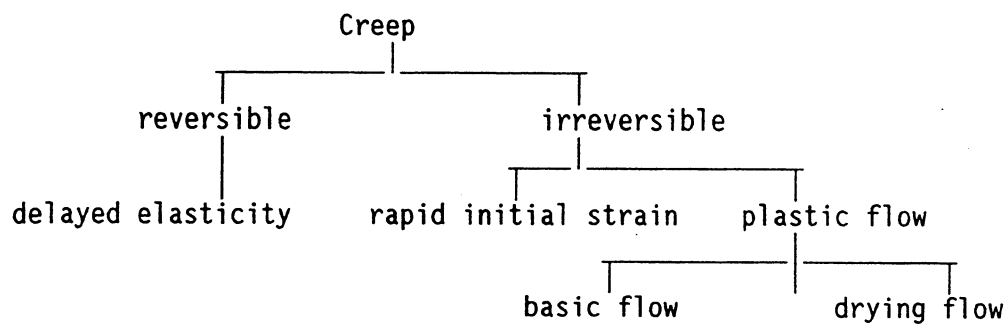 Creep
reversible irreversible
delayed elasticity rapid initial strain plastic flow
basic flow drying flow